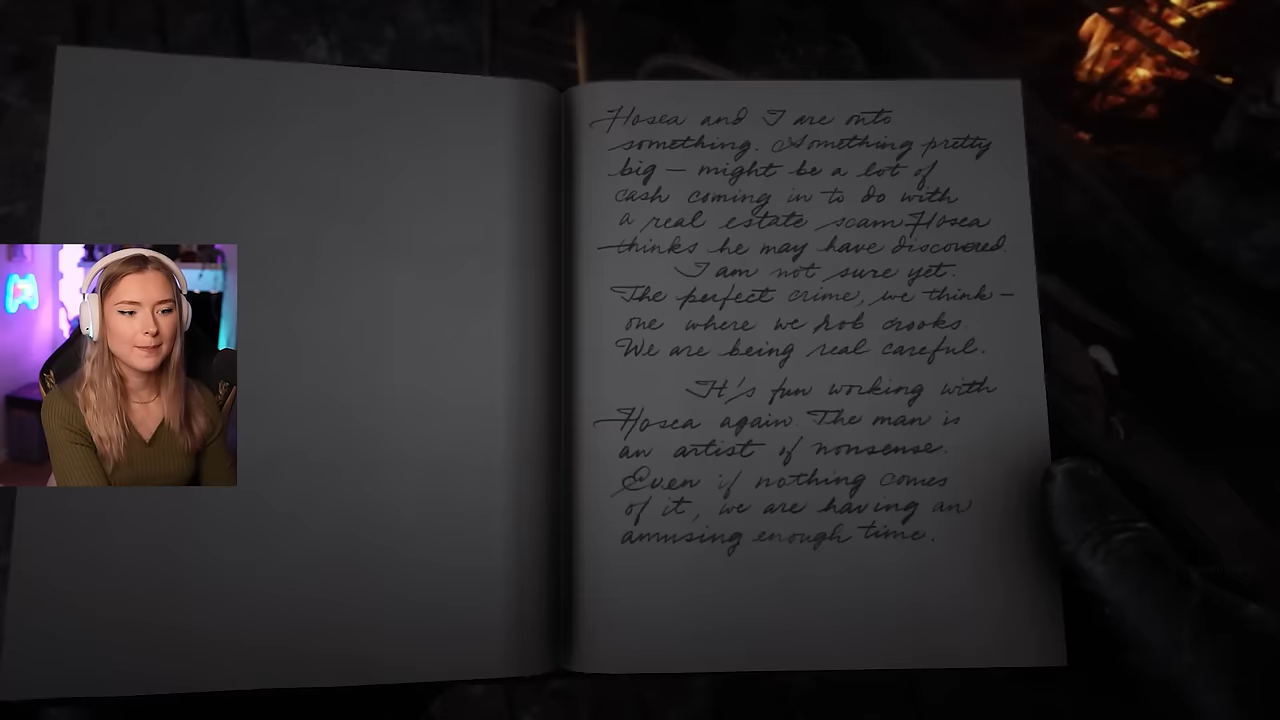 Hosea and I are onto
something. Something pretty
big — might be a lot of
cash coming in to do with
a real estate scam Hosea
thinks he may have discovered.
I am not sure yet.
The perfect crime, we think —
one where we rob crooks.
We are being real careful.
It's fun working with
Hosea again. The man is
an artist of nonsense.
Even if nothing comes
of it, we are having an
amusing enough time.